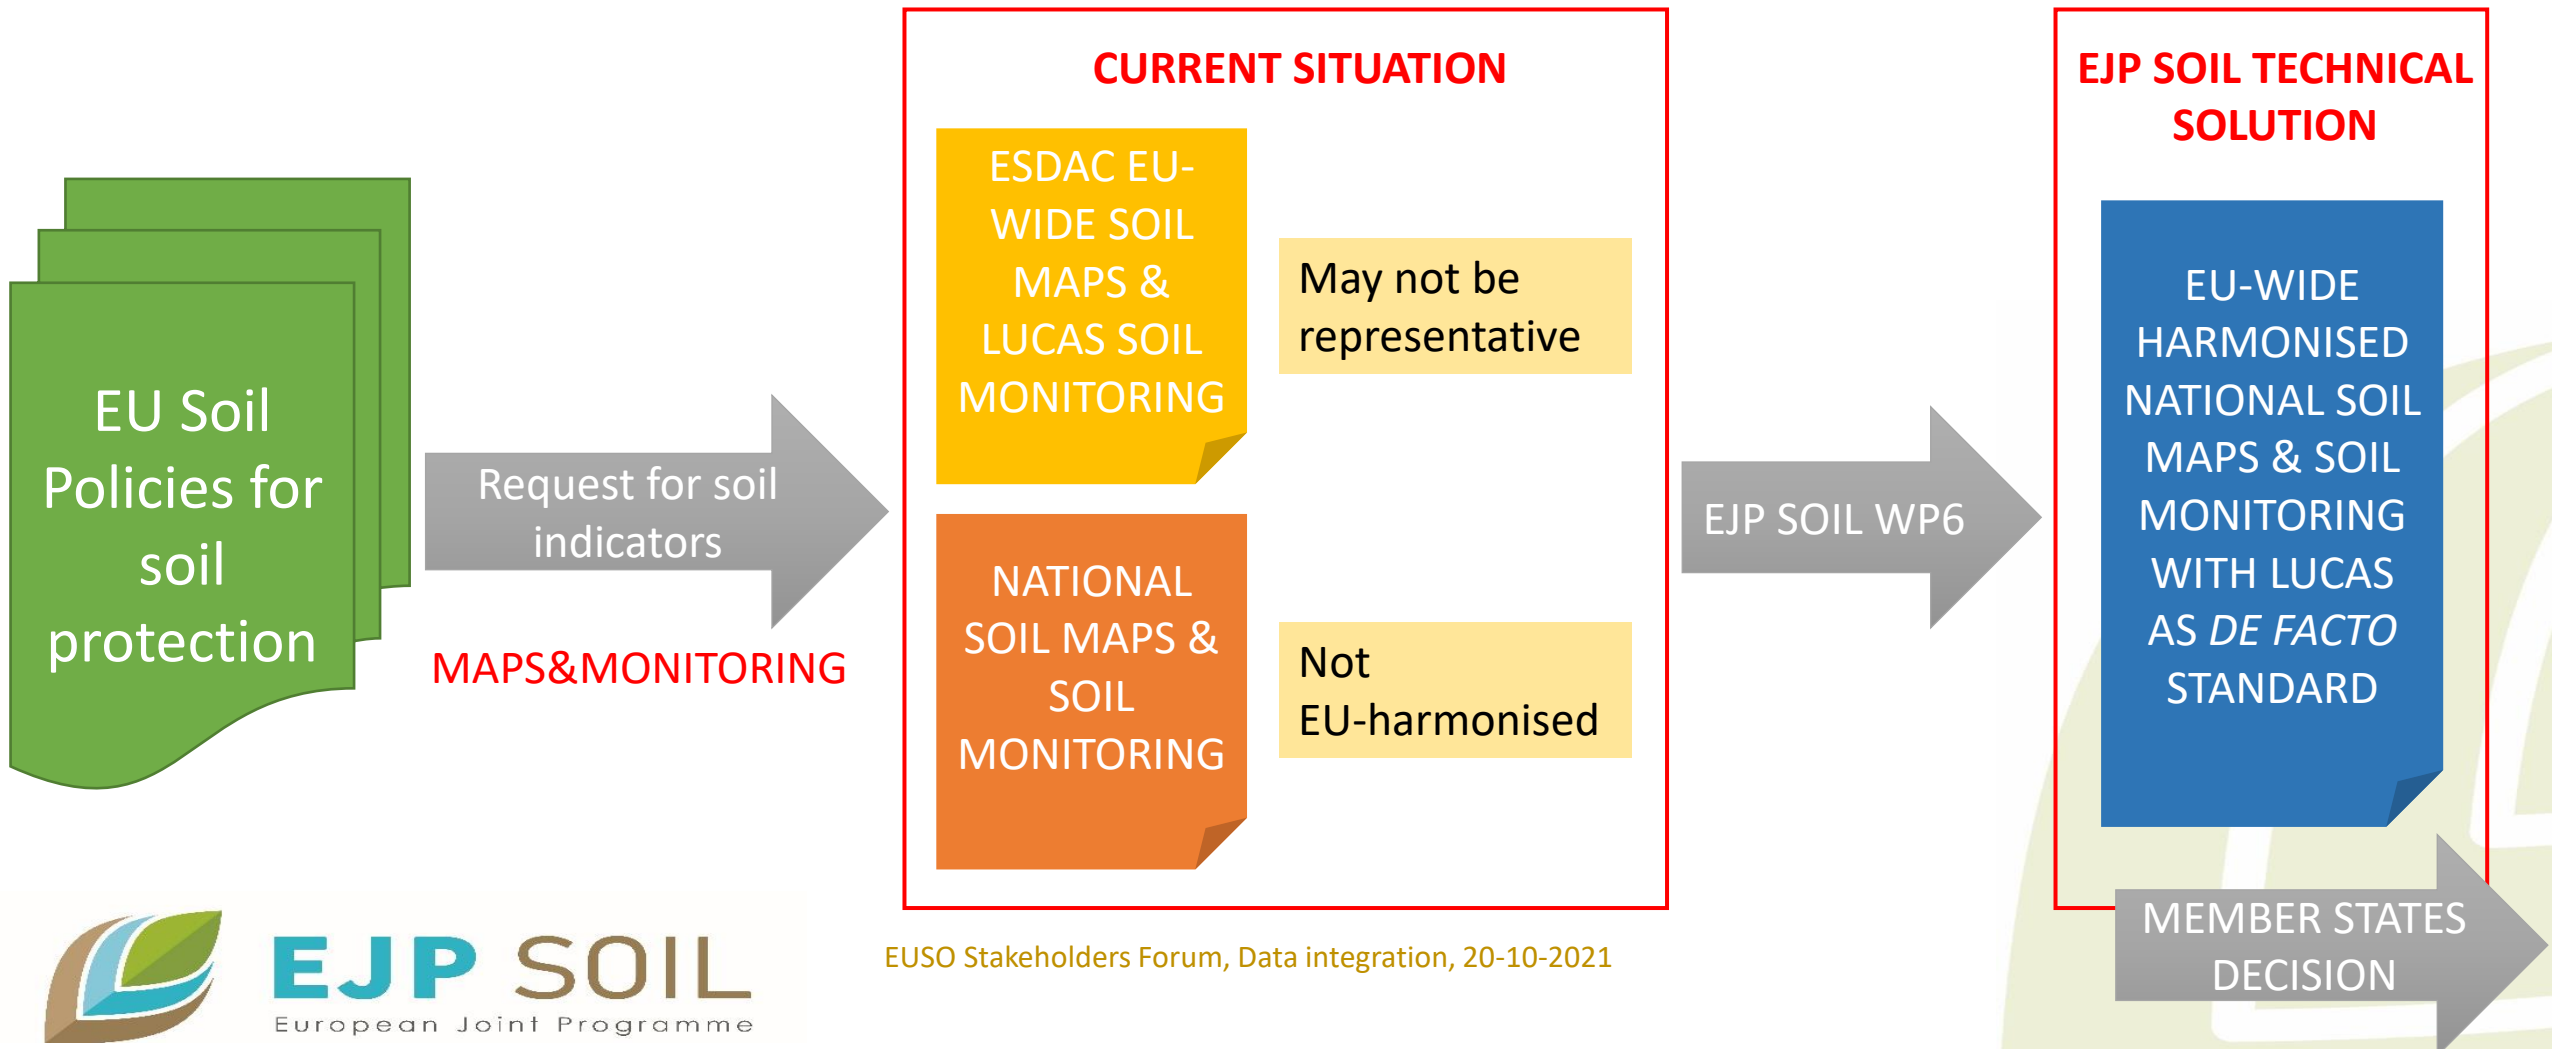 EU Soil
Policies for
soil
protection
Request for soil
indicators
MAPS&MONITORING
CURRENT SITUATION
ESDAC EU-
WIDE SOIL
MAPS &
LUCAS SOIL
MONITORING
May not be
representative
NATIONAL
SOIL MAPS &
SOIL
MONITORING
Not
EU-harmonised
EJP SOIL WP6
EJP SOIL TECHNICAL
SOLUTION
EU-WIDE
HARMONISED
NATIONAL SOIL
MAPS & SOIL
MONITORING
WITH LUCAS
AS DE FACTO
STANDARD
MEMBER STATES
DECISION
EJP SOIL
European Joint Programme
EUSO Stakeholders Forum, Data integration, 20-10-2021